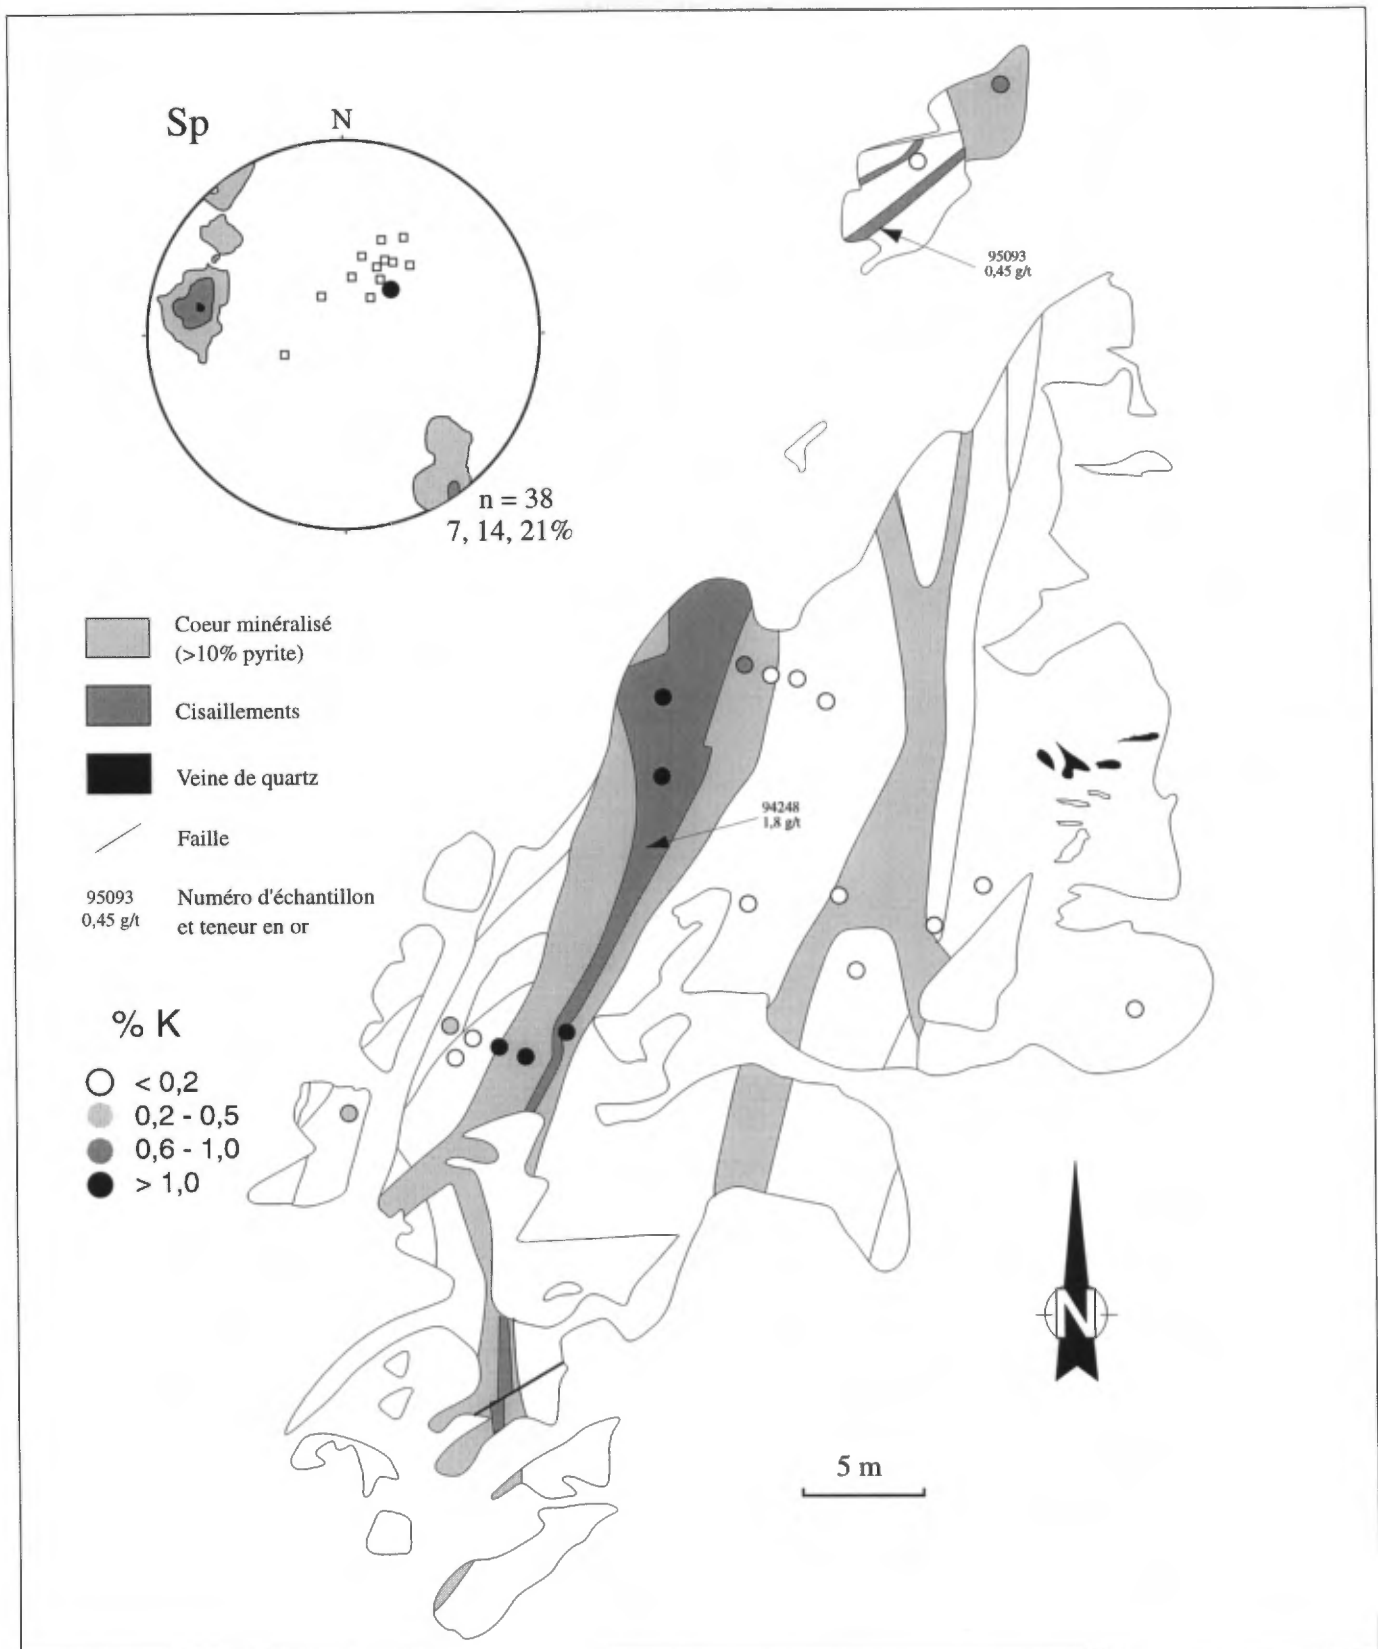 Sp
N
n = 38
7, 14, 21%
95093
0,45 g/t
Coeur minéralisé
(>10% pyrite)
Cisaillements
Veine de quartz
Faille
95093
0,45 g/t
Numéro d'échantillon
et teneur en or
94248
1,8 g/t
% K
< 0,2
0,2 - 0,5
0,6 - 1,0
> 1,0
N
5 m